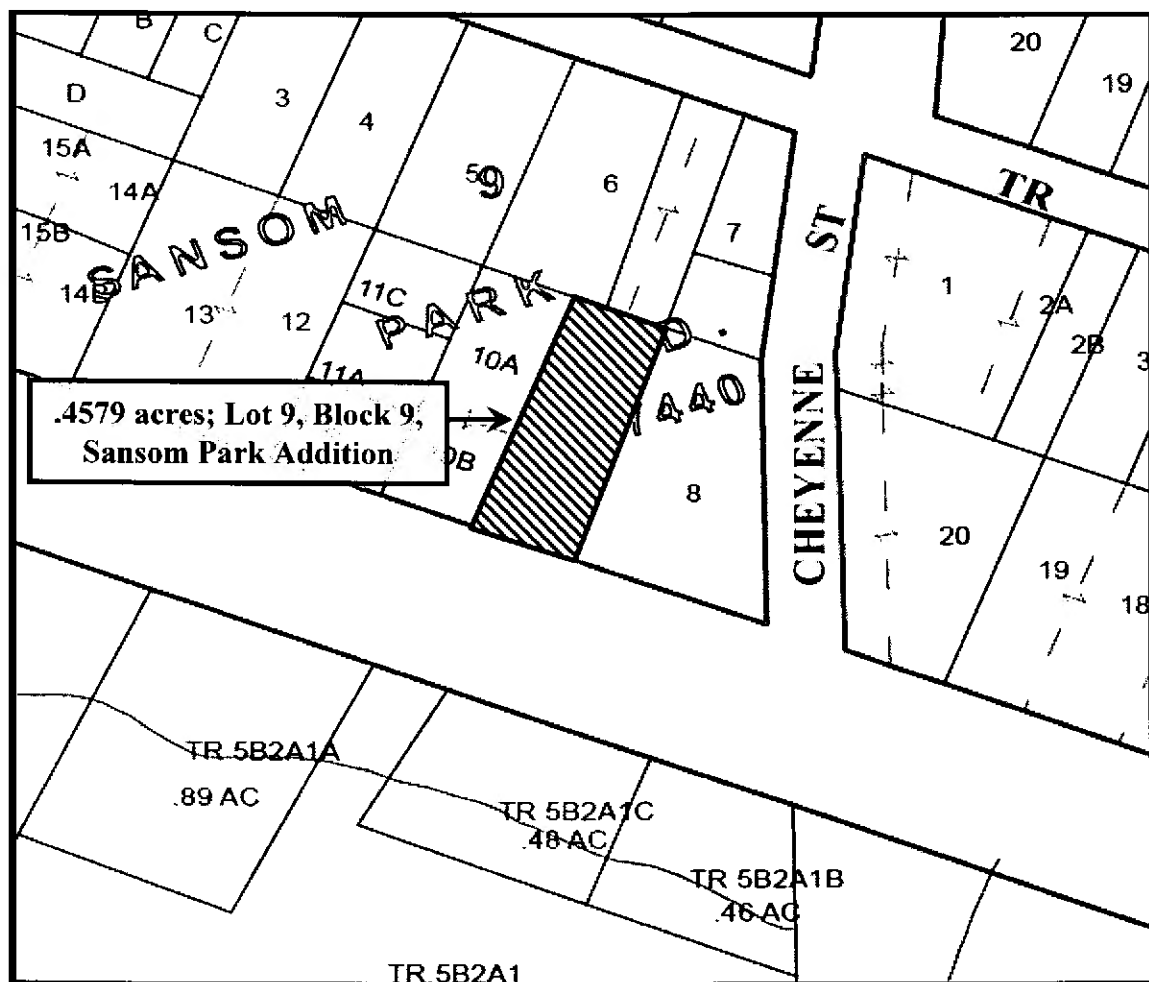 B
C
20
19
D
3
4
15A
14A
5
9
6
7
ST
TR
15B
SANSOM
1
2A
2B
3
13
12
11C
PARK
10A
D.
1440
11A
.4579 acres; Lot 9, Block 9,
Sansom Park Addition
8
CHEYENNE
20
19
18
TR 5B2A1A
.89 AC
TR 5B2A1C
.48 AC
TR 5B2A1B
.46 AC
TR 5B2A1